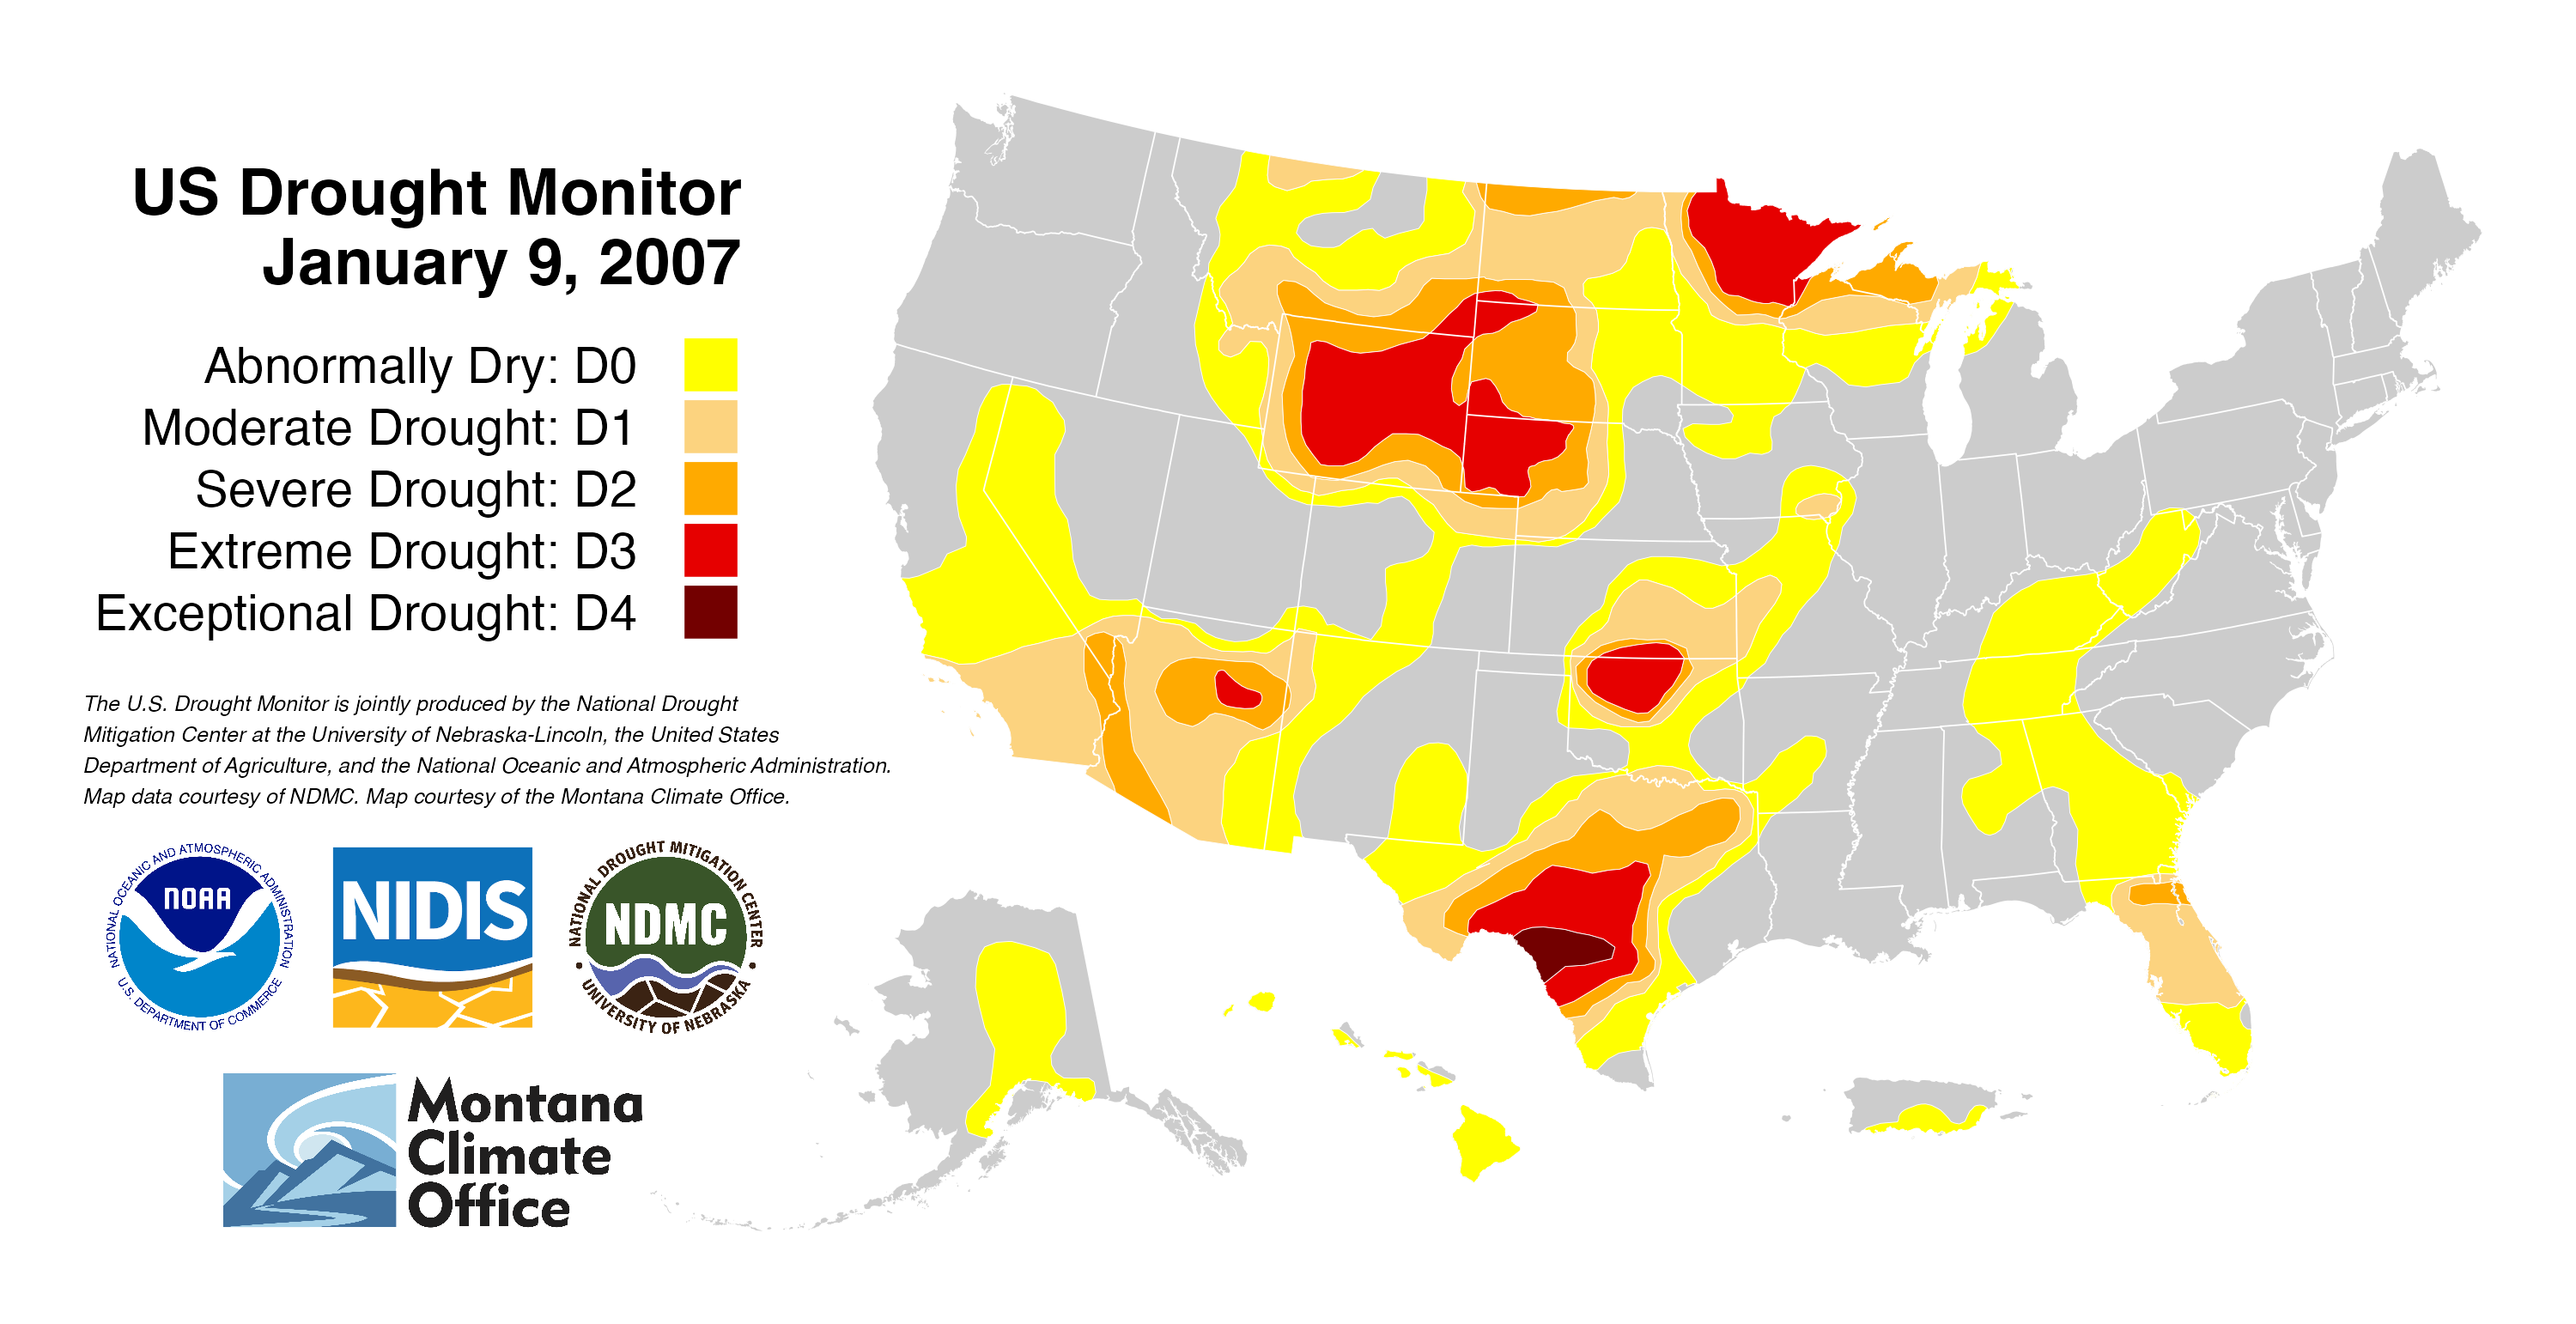 US Drought Monitor
January 9, 2007
Abnormally Dry: D0
Moderate Drought: D1
Severe Drought: D2
Extreme Drought: D3
Exceptional Drought: D4
The U.S. Drought Monitor is jointly produced by the National Drought
Mitigation Center at the University of Nebraska-Lincoln, the United States
Department of Agriculture, and the National Oceanic and Atmospheric Administration.
Map data courtesy of NDMC. Map courtesy of the Montana Climate Office.
NATIONAL OCEANIC AND ATMOSPHERIC ADMINISTRATION
NOAA
U.S. DEPARTMENT OF COMMERCE
NIDIS
NATIONAL DROUGHT MITIGATION CENTER
NDMC
UNIVERSITY OF NEBRASKA
Montana
Climate
Office